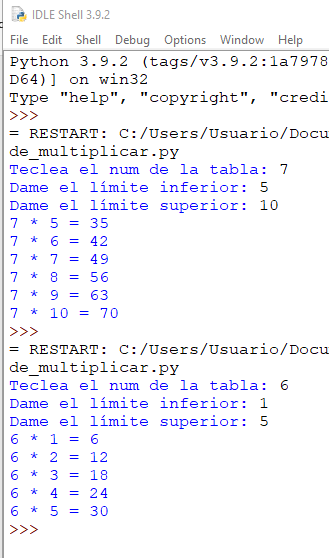 IDLE Shell 3.9.2
File Edit Shell Debug Options Window Help
Python 3.9.2 (tags/v3.9.2:1a7978
D64)] on win32
Type "help", "copyright", "credi
>>>
= RESTART: C:/Users/Usuario/Docu
de_multiplicar.py
Teclea el num de la tabla: 7
Dame el límite inferior: 5
Dame el límite superior: 10
7 * 5 = 35
7 * 6 = 42
7 * 7 = 49
7 * 8 = 56
7 * 9 = 63
7 * 10 = 70
>>>
= RESTART: C:/Users/Usuario/Docu
de_multiplicar.py
Teclea el num de la tabla: 6
Dame el límite inferior: 1
Dame el límite superior: 5
6 * 1 = 6
6 * 2 = 12
6 * 3 = 18
6 * 4 = 24
6 * 5 = 30
>>>